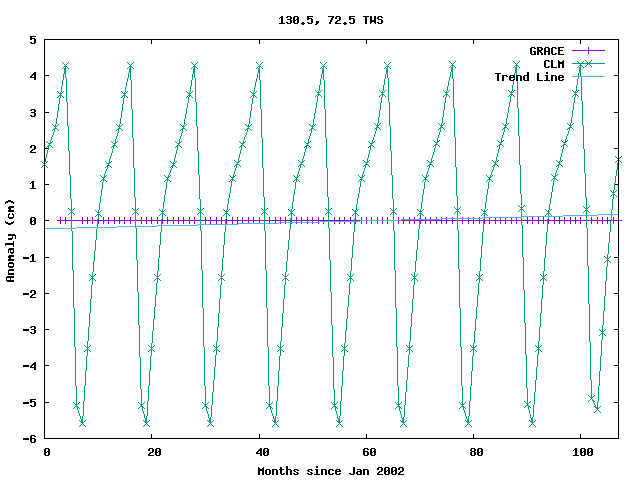 130.5, 72.5 TWS
GRACE
CLM
Trend Line
5
4
3
2
1
0
-1
-2
-3
-4
-5
-6
Anomaly (cm)
0 20 40 60 80 100
Months since Jan 2002